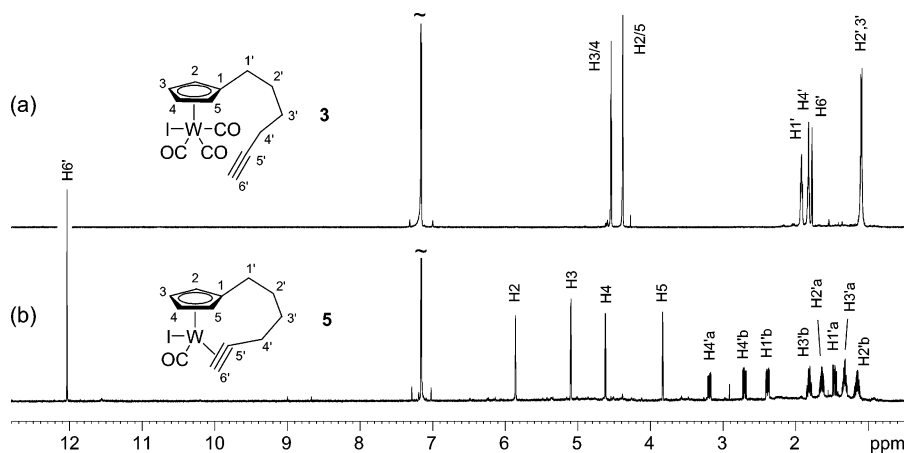 ~
H3/4
H2/5
H1'
H4'
H6'
H2',3'
(a)
1'
2
1
2'
3
4
5
3'
3
I W CO
OC CO
4'
5'
6'
H6'
~
(b)
1'
2
1
2'
3
4
5
3'
5
I W
OC
5'
4'
6'
H2
H3
H4
H5
H4'a
H4'b
H1'b
H3'b
H2'a
H1'a
H3'a
H2'b
12 11 10 9 8 7 6 5 4 3 2 ppm